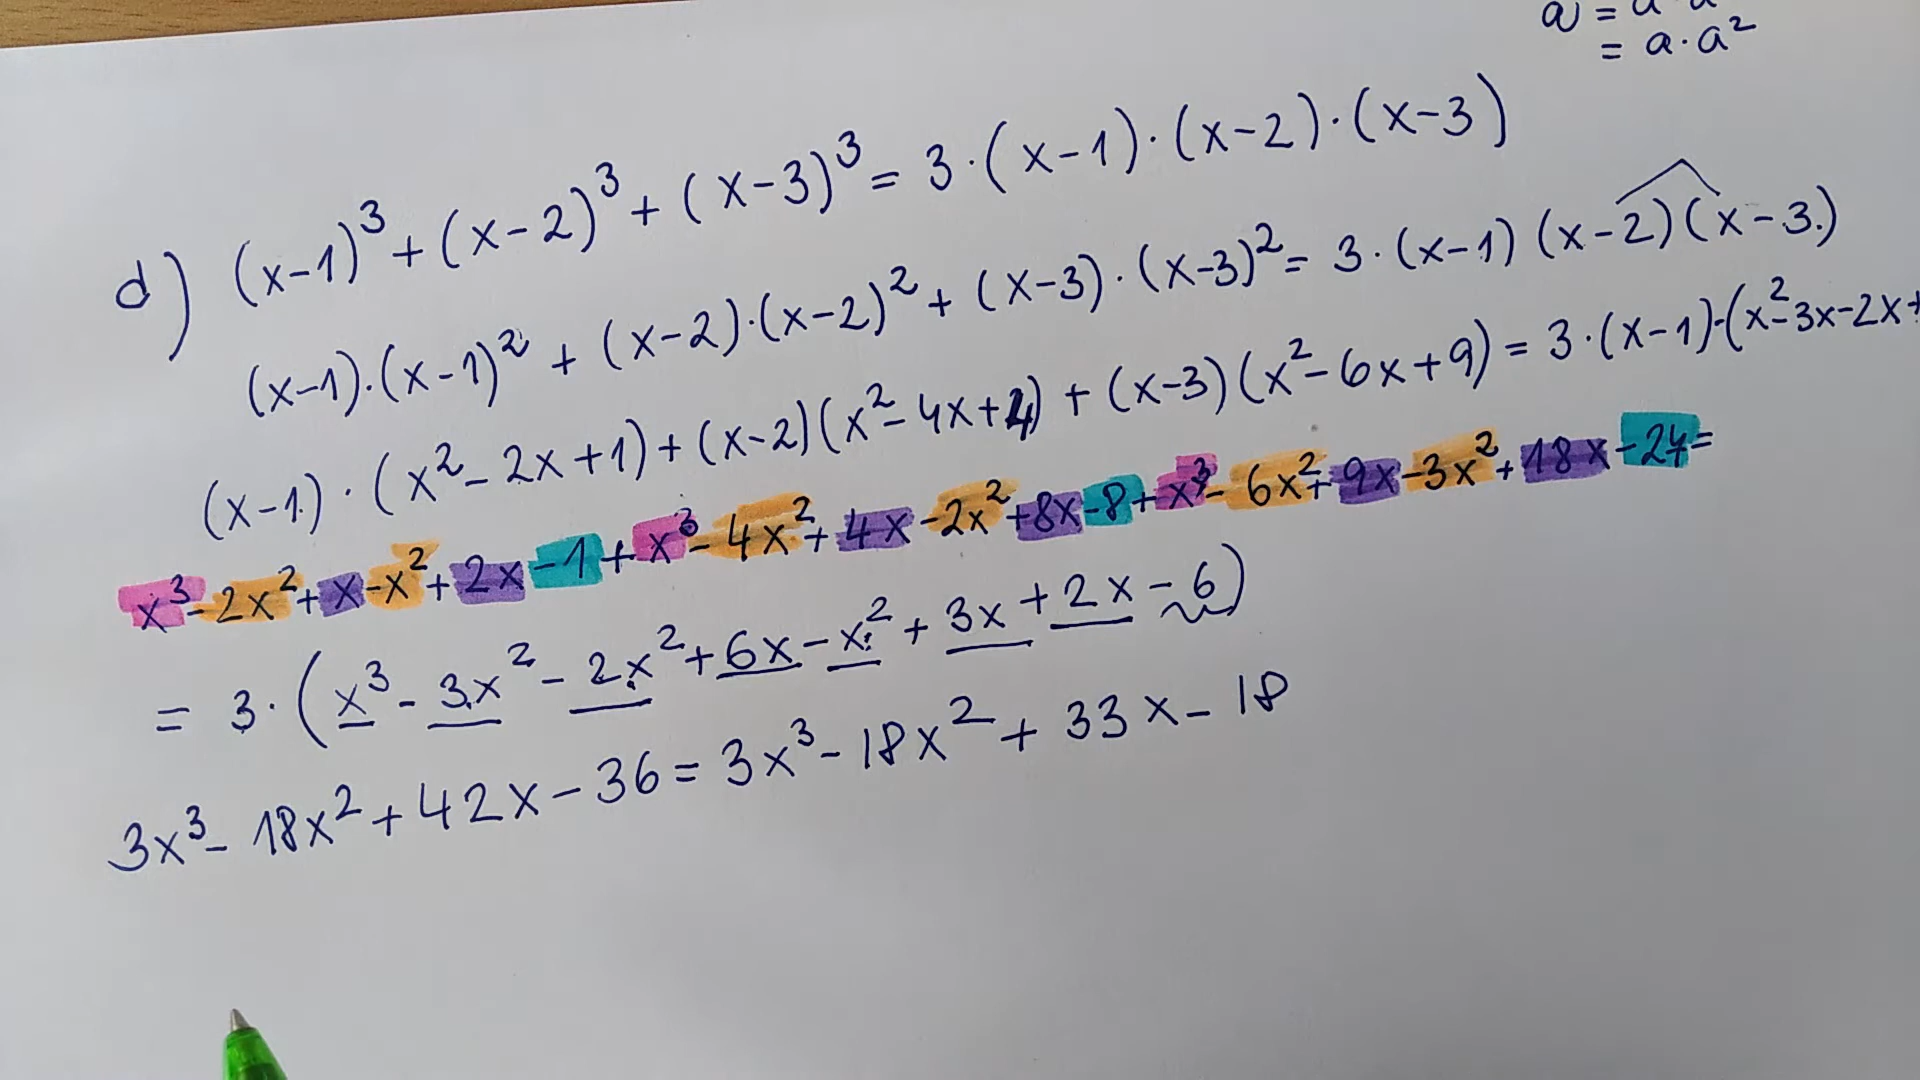 = a · a²
d) (x-1)³ + (x-2)³ + (x-3)³ = 3·(x-1)·(x-2)·(x-3)
(x-1)·(x-1)² + (x-2)·(x-2)² + (x-3)·(x-3)² = 3·(x-1)(x-2)(x-3)
(x-1)·(x²-2x+1) + (x-2)(x²-4x+4) + (x-3)(x²-6x+9) = 3·(x-1)·(x²-3x-2x+
x³-2x²+x-x²+2x-1+x³-4x²+4x-2x²+8x-8+x³-6x²+9x-3x²+18x-27=
= 3·(x³-3x²-2x²+6x-x²+3x+2x-6)
3x³-18x²+42x-36=3x³-18x²+33x-18